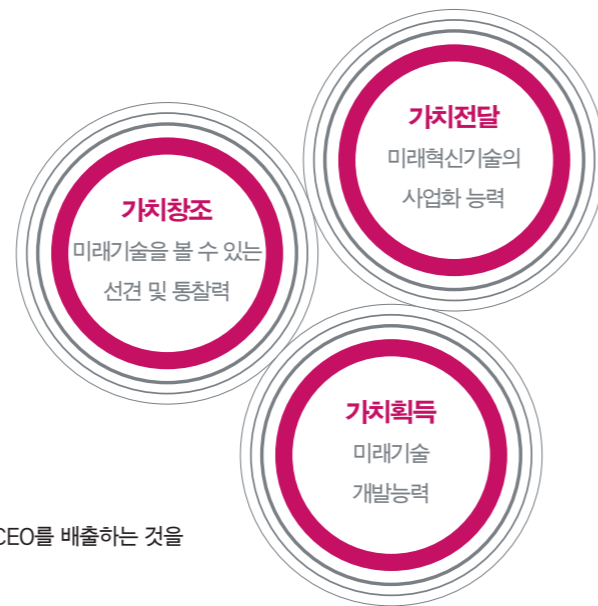 가치전달
미래혁신기술의
사업화 능력
가치창조
미래기술을 볼 수 있는
선견 및 통찰력
가치획득
미래기술
개발능력
CEO를 배출하는 것을